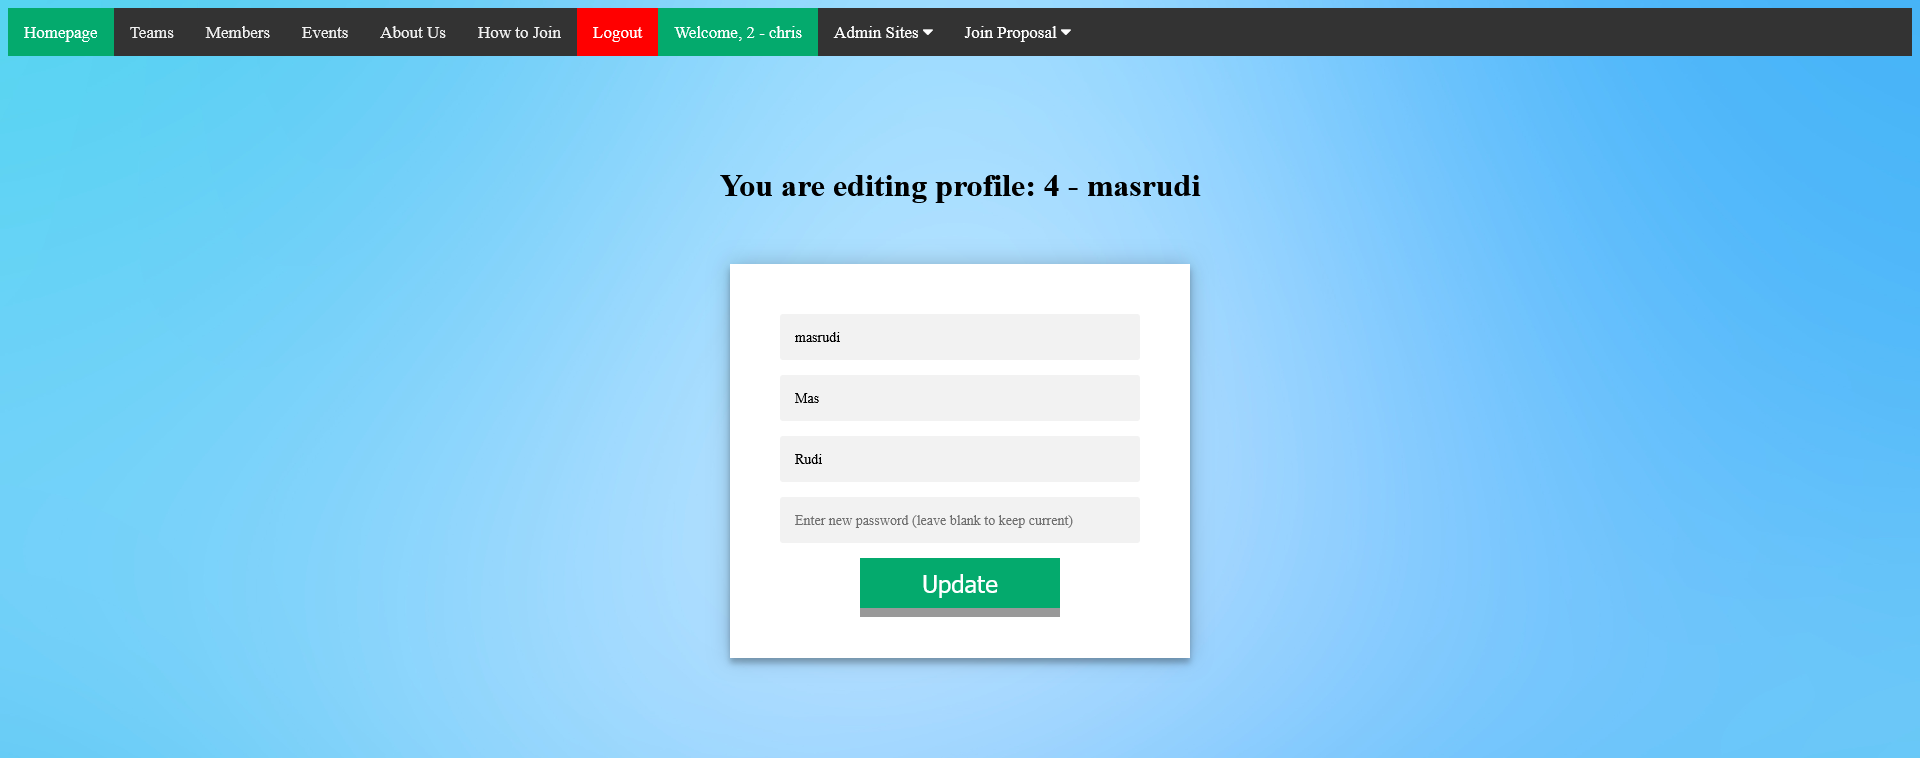 Homepage Teams Members Events About Us How to Join Logout Welcome, 2 - chris Admin Sites Join Proposal
You are editing profile: 4 - masrudi
masrudi
Mas
Rudi
Enter new password (leave blank to keep current)
Update